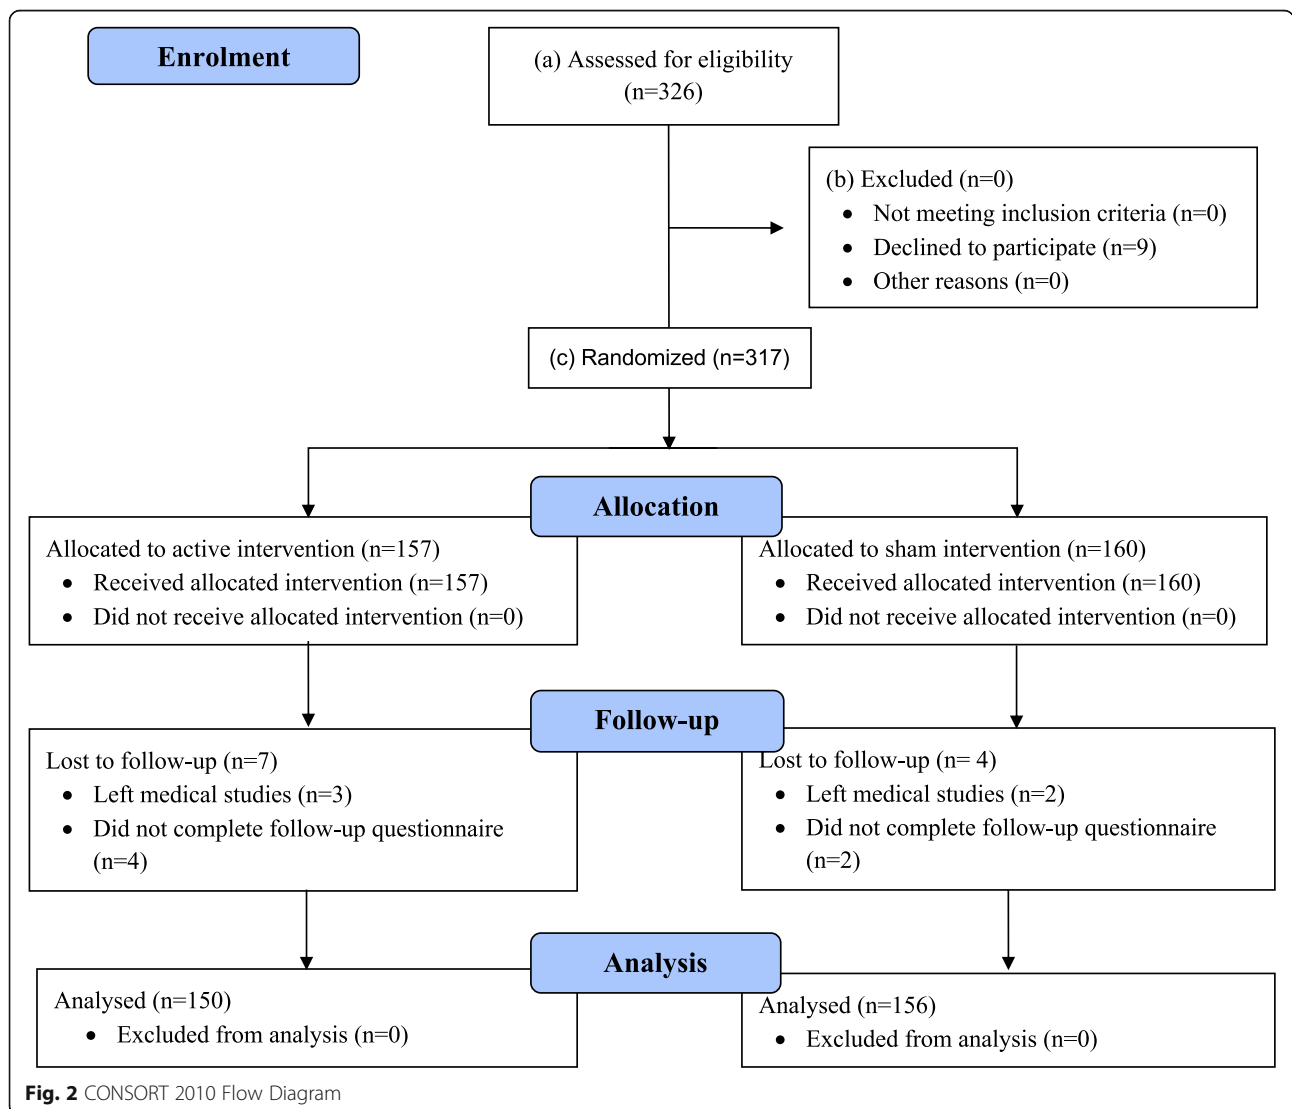 Enrolment
(a) Assessed for eligibility
(n=326)
(b) Excluded (n=0)
• Not meeting inclusion criteria (n=0)
• Declined to participate (n=9)
• Other reasons (n=0)
(c) Randomized (n=317)
Allocation
Allocated to active intervention (n=157)
• Received allocated intervention (n=157)
• Did not receive allocated intervention (n=0)
Allocated to sham intervention (n=160)
• Received allocated intervention (n=160)
• Did not receive allocated intervention (n=0)
Follow-up
Lost to follow-up (n=7)
• Left medical studies (n=3)
• Did not complete follow-up questionnaire
(n=4)
Lost to follow-up (n= 4)
• Left medical studies (n=2)
• Did not complete follow-up questionnaire
(n=2)
Analysis
Analysed (n=150)
• Excluded from analysis (n=0)
Analysed (n=156)
• Excluded from analysis (n=0)
Fig. 2 CONSORT 2010 Flow Diagram